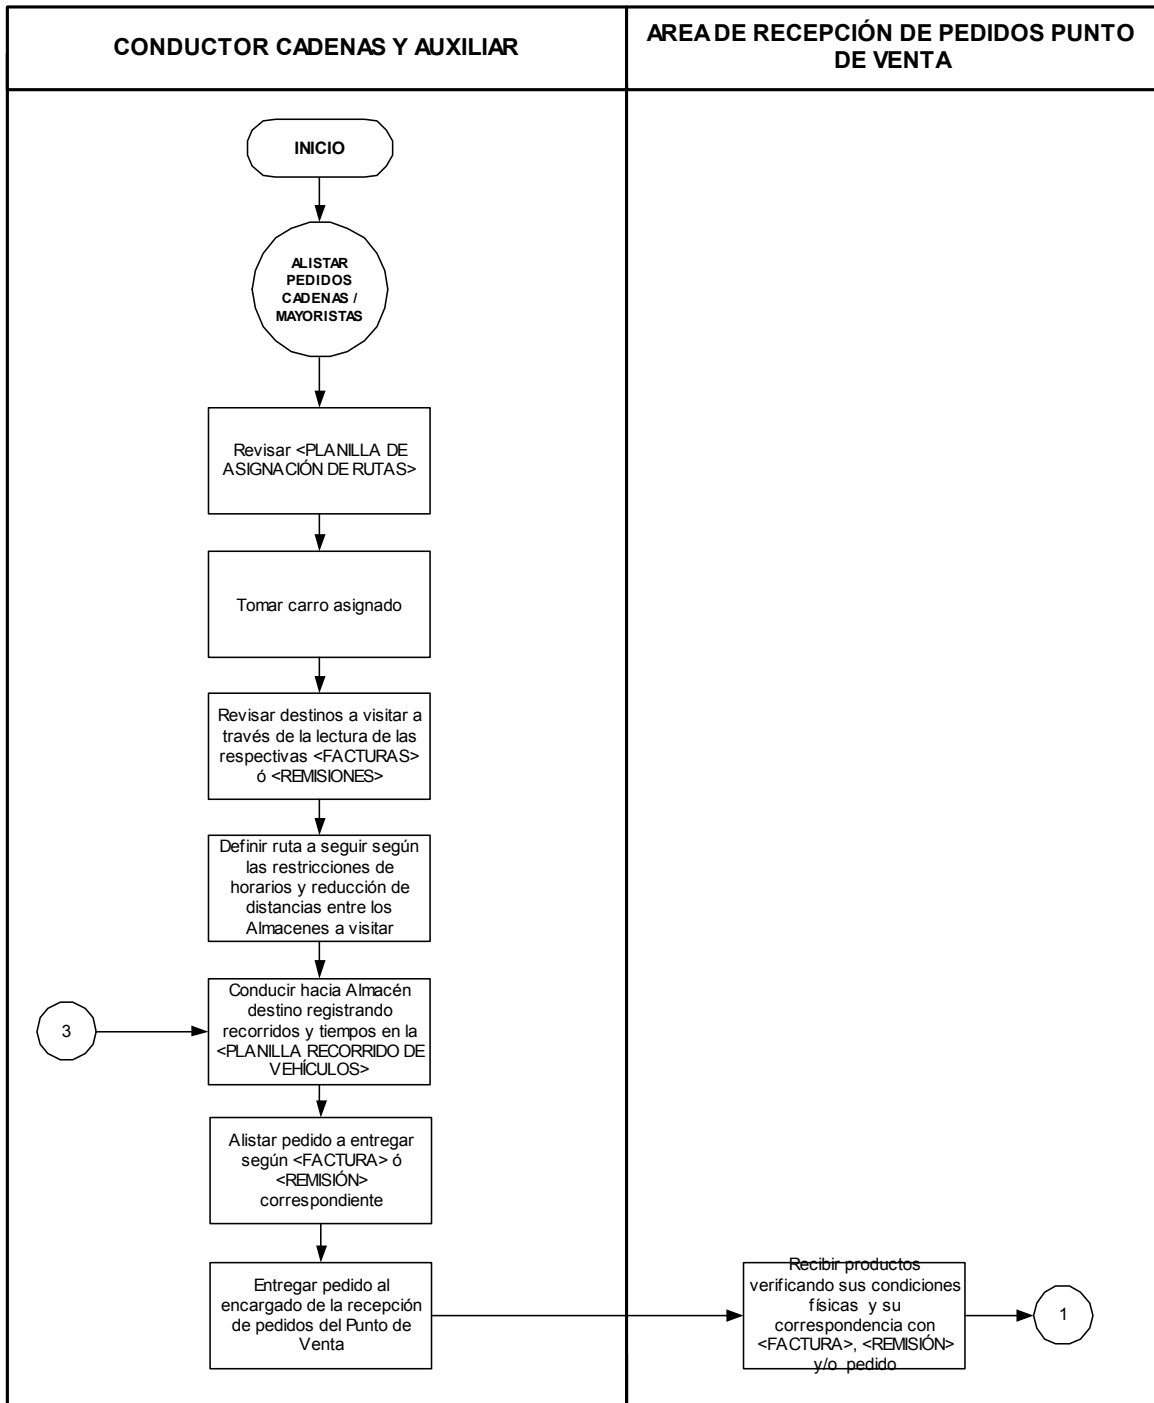 CONDUCTOR CADENAS Y AUXILIAR
AREA DE RECEPCIÓN DE PEDIDOS PUNTO
DE VENTA
INICIO
ALISTAR
PEDIDOS
CADENAS /
MAYORISTAS
Revisar <PLANILLA DE
ASIGNACIÓN DE RUTAS>
Tomar carro asignado
Revisar destinos a visitar a
través de la lectura de las
respectivas <FACTURAS>
ó <REMISIONES>
Definir ruta a seguir según
las restricciones de
horarios y reducción de
distancias entre los
Almacenes a visitar
3
Conducir hacia Almacén
destino registrando
recorridos y tiempos en la
<PLANILLA RECORRIDO DE
VEHÍCULOS>
Alistar pedido a entregar
según <FACTURA> ó
<REMISIÓN>
correspondiente
Entregar pedido al
encargado de la recepción
de pedidos del Punto de
Venta
Recibir productos
verificando sus condiciones
físicas y su
correspondencia con
<FACTURA>, <REMISIÓN>
y/o pedido
1